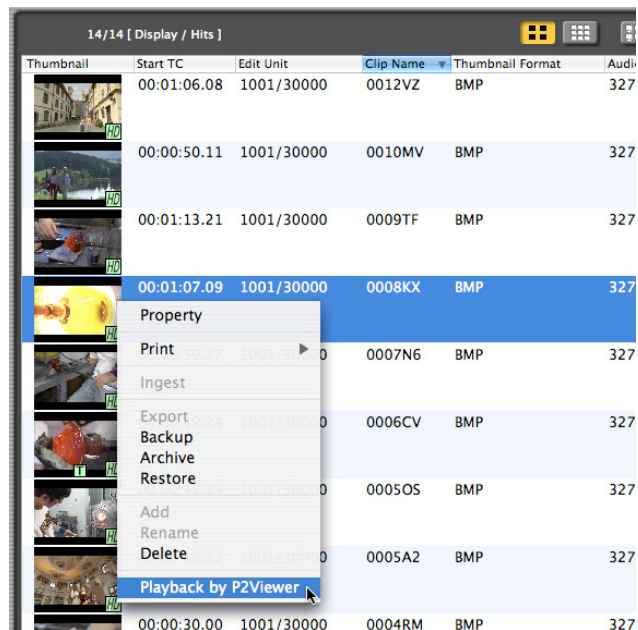 14/14 [ Display / Hits ]
Thumbnail Start TC Edit Unit Clip Name Thumbnail Format Audi
HD 00:01:06.08 1001/30000 0012VZ BMP 327
HD 00:00:50.11 1001/30000 0010MV BMP 327
HD 00:01:13.21 1001/30000 0009TF BMP 327
HD 00:01:07.09 1001/30000 0008KX BMP 327
Property
Print
HD 0007N6 BMP 327
Ingest
Export
T HD 0006CV BMP 327
Backup
Archive
Restore
HD 0005OS BMP 327
Add
Rename
Delete
HD 0005A2 BMP 327
Playback by P2Viewer
00:00:30.00 1001/30000 0004RM BMP 327